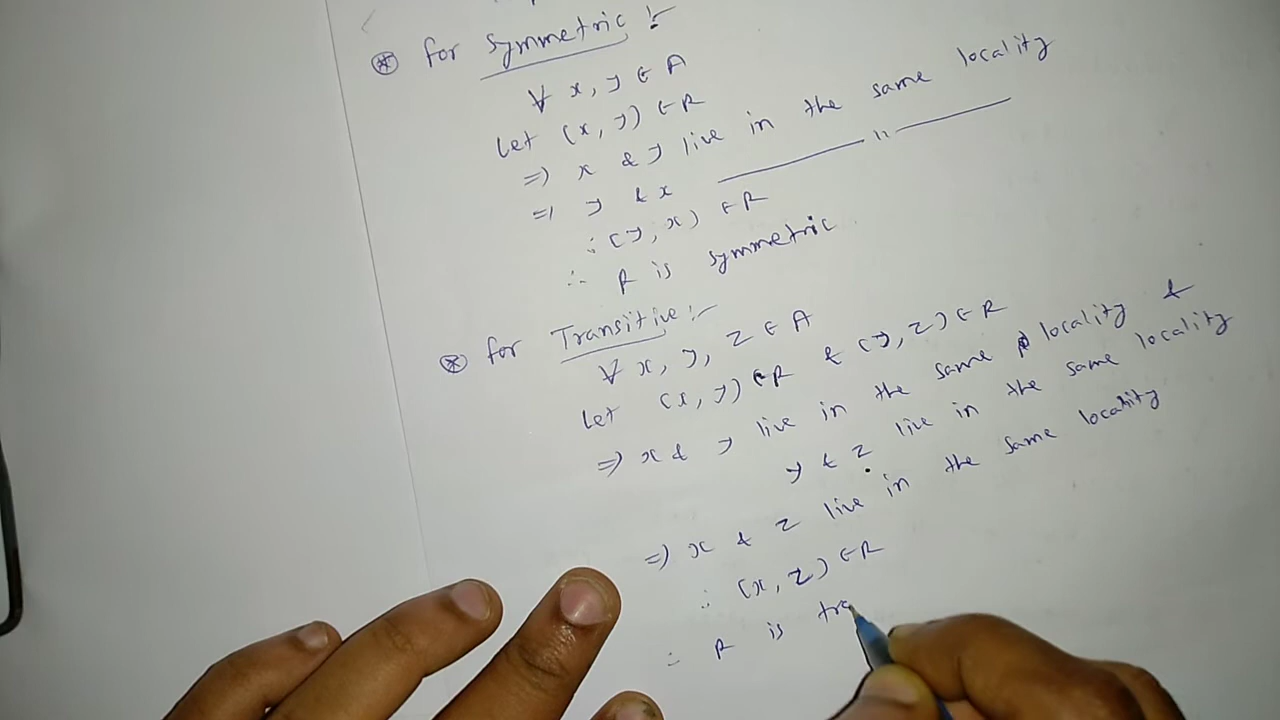 ⊛ for Symmetric :-
∀ x, y ∈ A
Let (x, y) ∈ R
=) x & y live in the same locality
=) y & x ——— " ———
∴ (y, x) ∈ R
∴ R is symmetric
⊛ for Transitive :-
∀ x, y, z ∈ A
Let (x, y) ∈ R & (y, z) ∈ R
=) x & y live in the same locality &
y & z live in the same locality
=) x & z live in the same locality
∴ (x, z) ∈ R
∴ R is tra